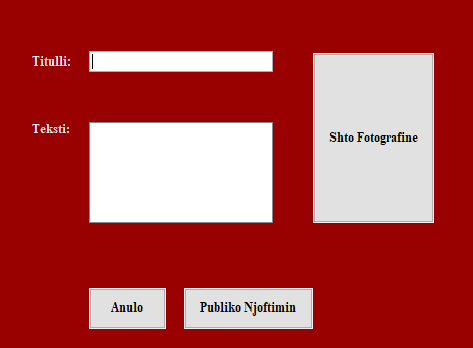 Titulli:
Shto Fotografine
Teksti:
Anulo
Publiko Njoftimin